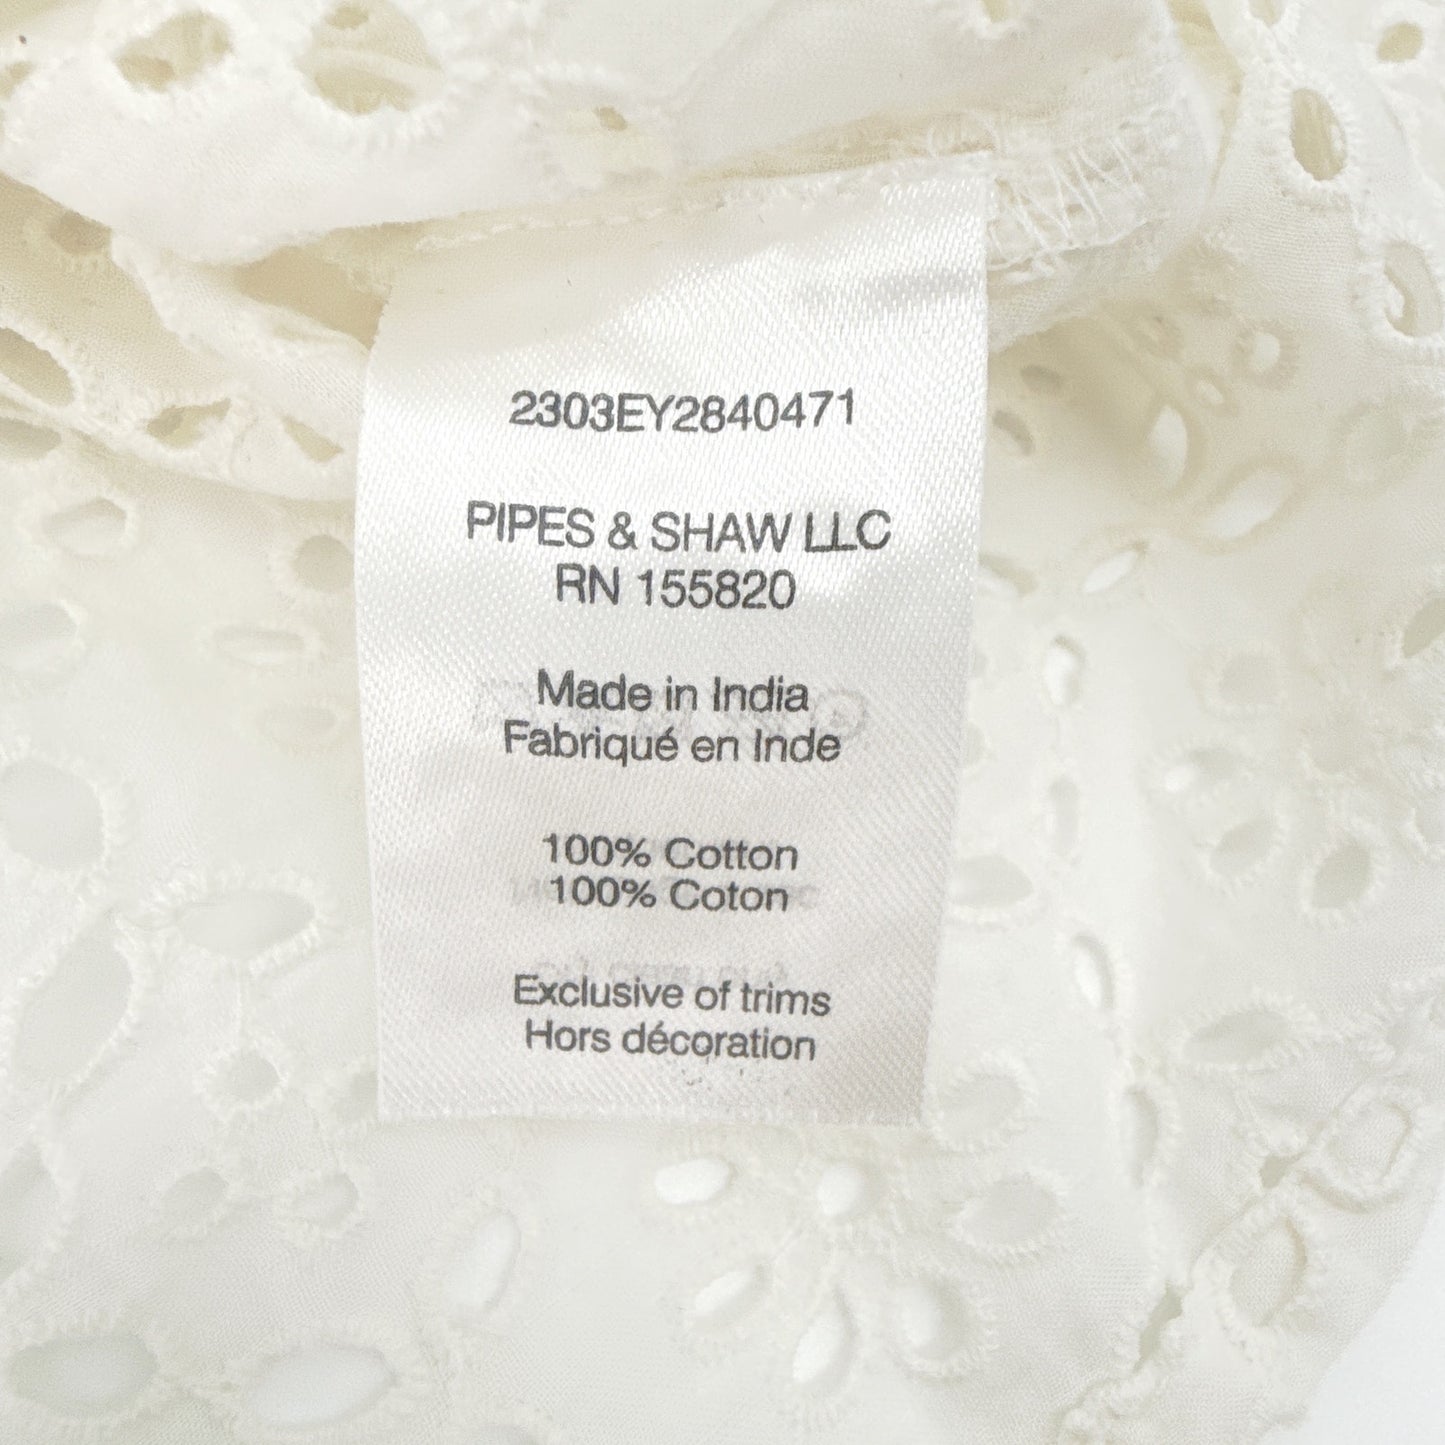 2303EY2840471
PIPES & SHAW LLC
RN 155820
Made in India
Fabriqué en Inde
100% Cotton
100% Coton
Exclusive of trims
Hors décoration